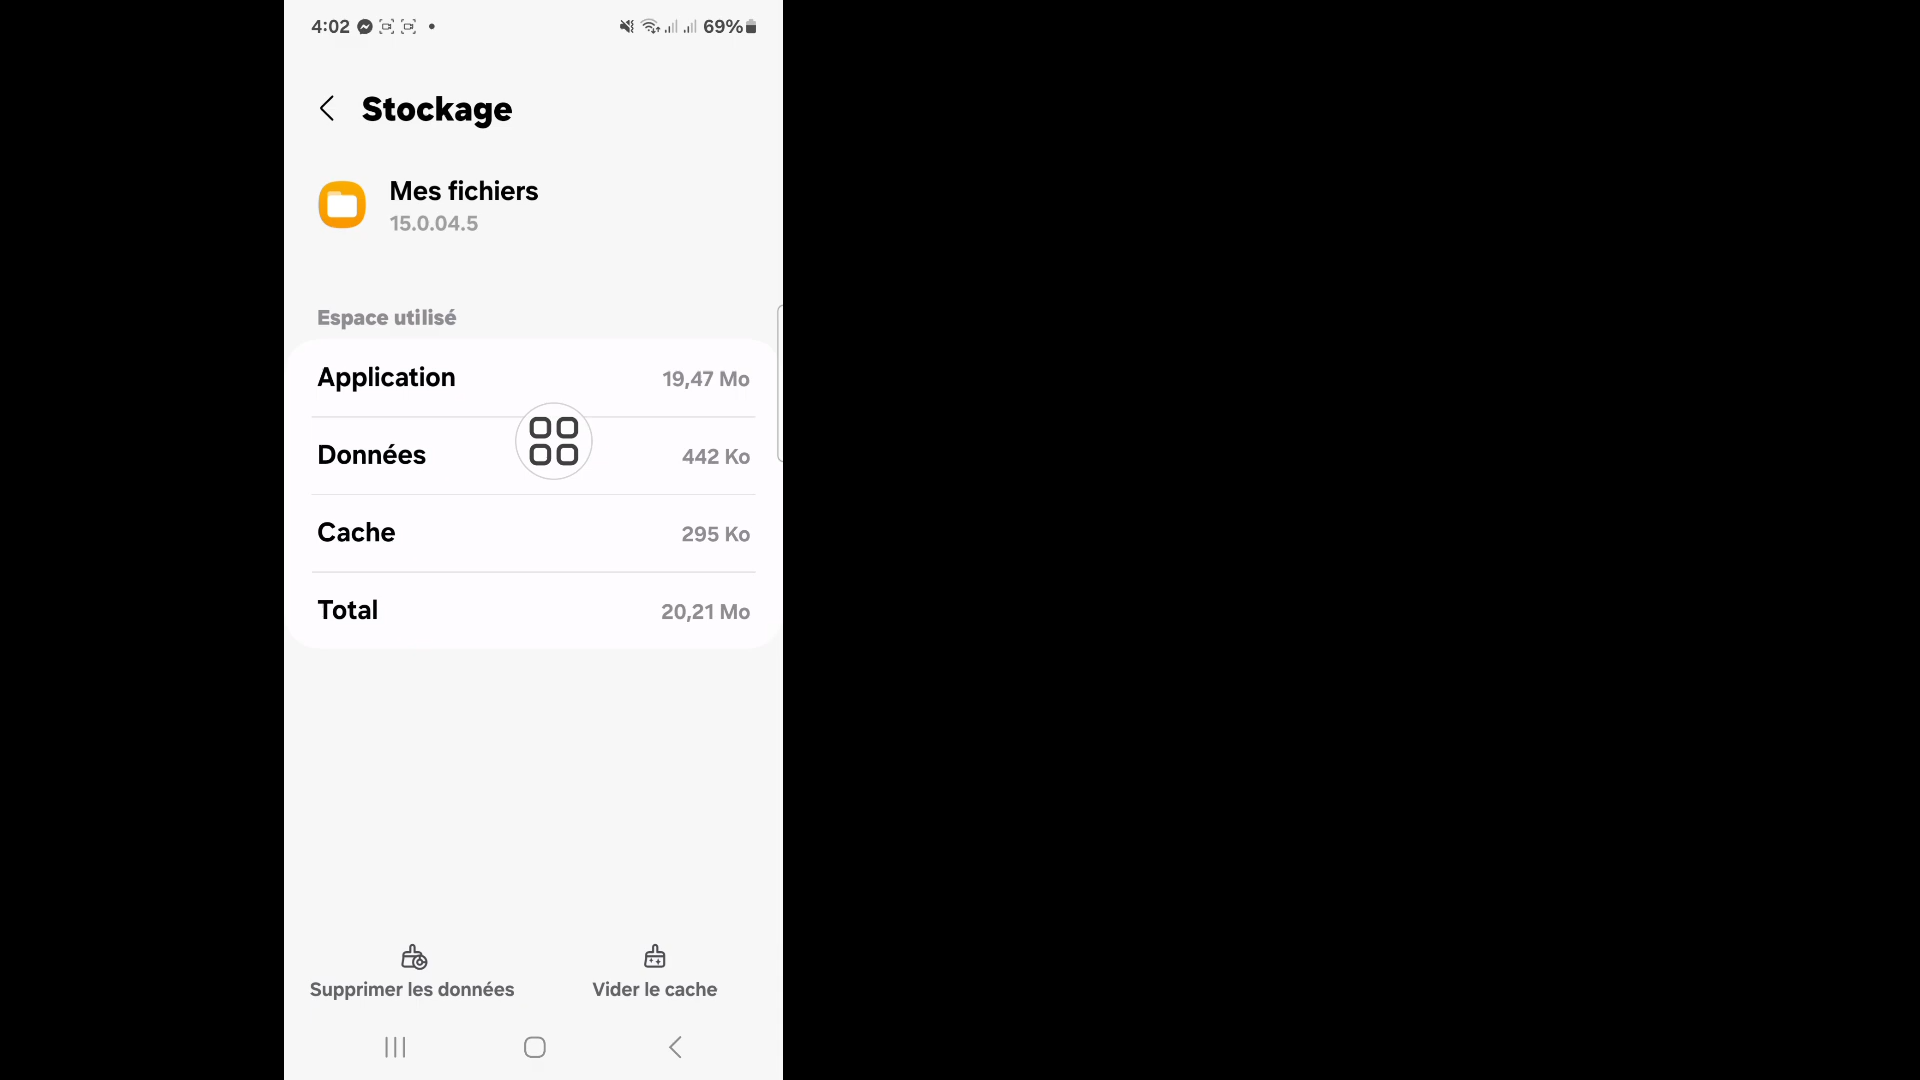 4:02 69%
Stockage
Mes fichiers
15.0.04.5
Espace utilisé
Application 19,47 Mo
Données 442 Ko
Cache 295 Ko
Total 20,21 Mo
Supprimer les données Vider le cache